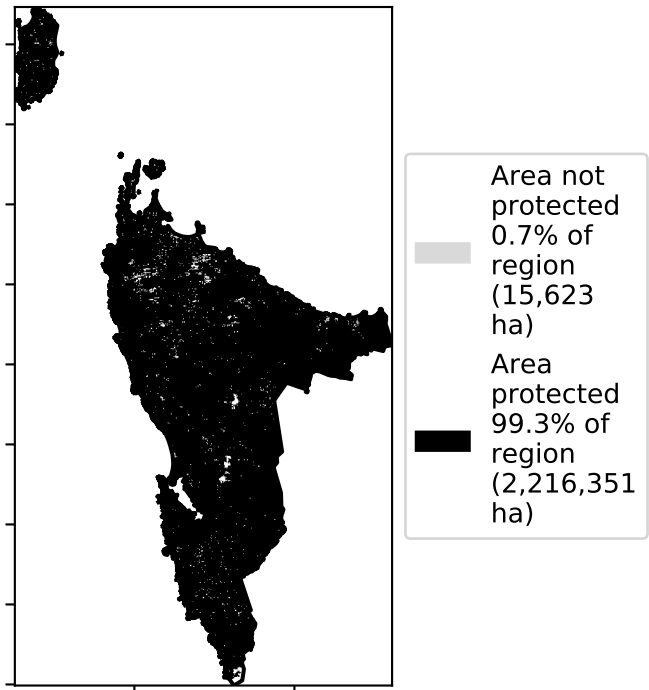 Area not
protected
0.7% of
region
(15,623
ha)
Area
protected
99.3% of
region
(2,216,351
ha)